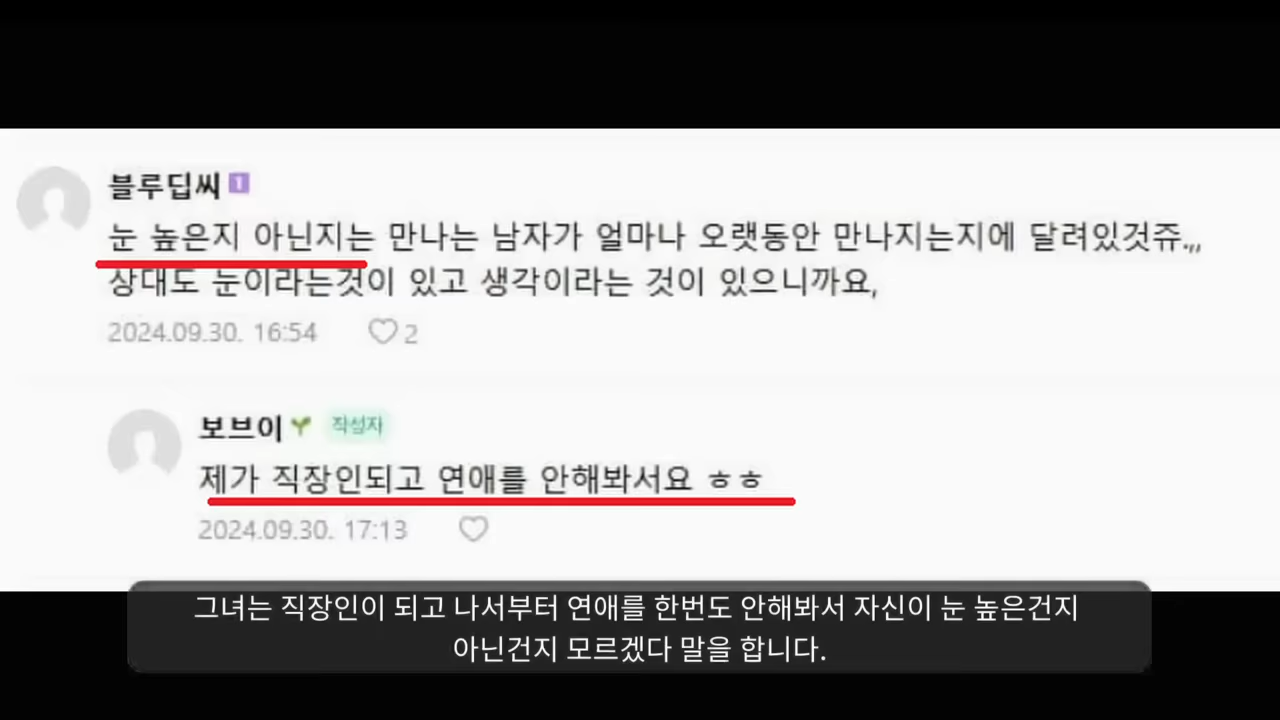 블루딥씨 1
눈 높은지 아닌지는 만나는 남자가 얼마나 오랫동안 만나지는지에 달려있것쥬.,,
상대도 눈이라는것이 있고 생각이라는 것이 있으니까요,
2024.09.30. 16:54 2
보브이 작성자
제가 직장인되고 연애를 안해봐서요 ㅎㅎ
2024.09.30. 17:13
그녀는 직장인이 되고 나서부터 연애를 한번도 안해봐서 자신이 눈 높은건지
아닌건지 모르겠다 말을 합니다.